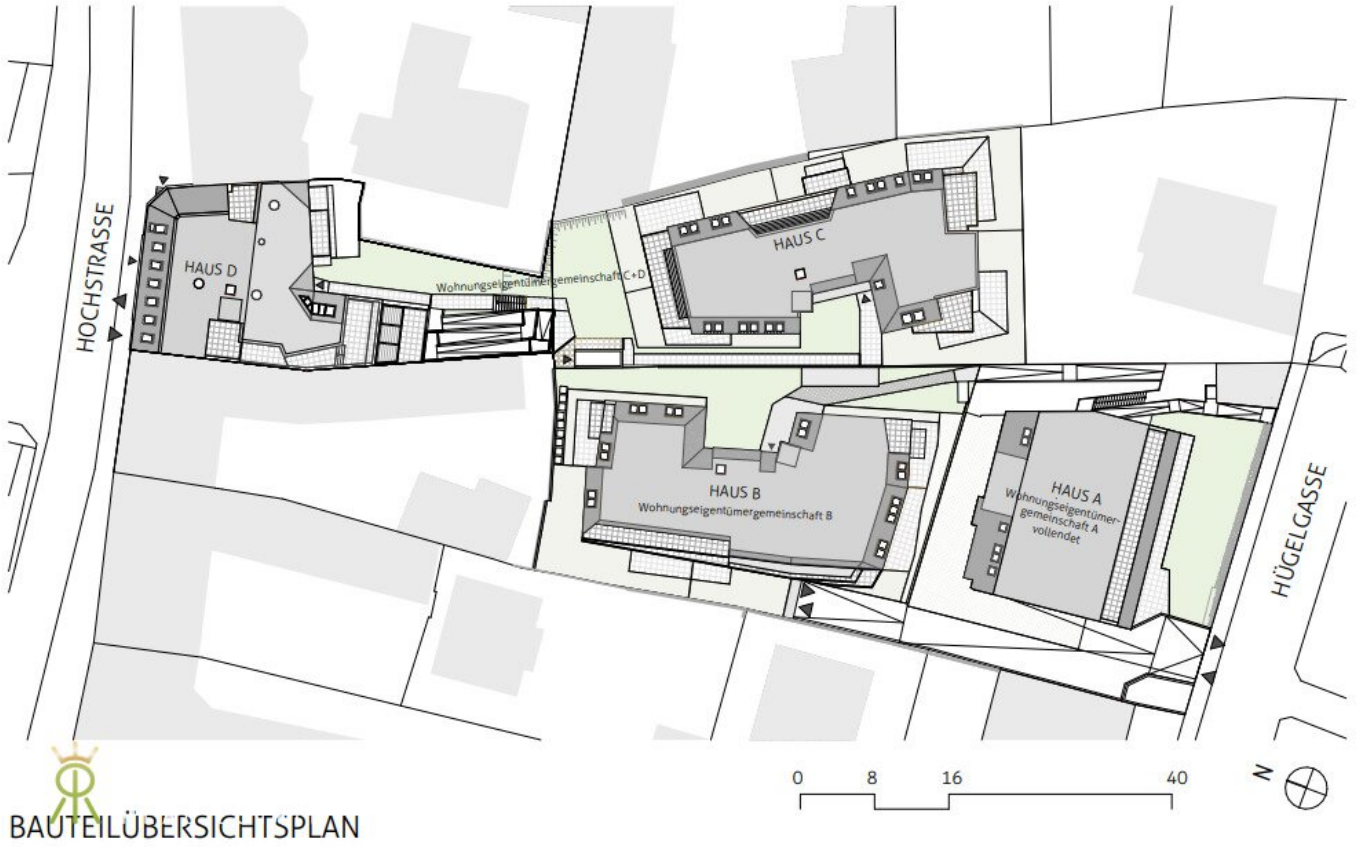 HOCHSTRASSE
HAUS D
Wohnungseigentümergemeinschaft C+D
HAUS C
HAUS B
Wohnungseigentümergemeinschaft B
HAUS A
Wohnungseigentümer-
gemeinschaft A
vollendet
HÜGELGASSE
0 8 16 40
N
BAUTEILÜBERSICHTSPLAN